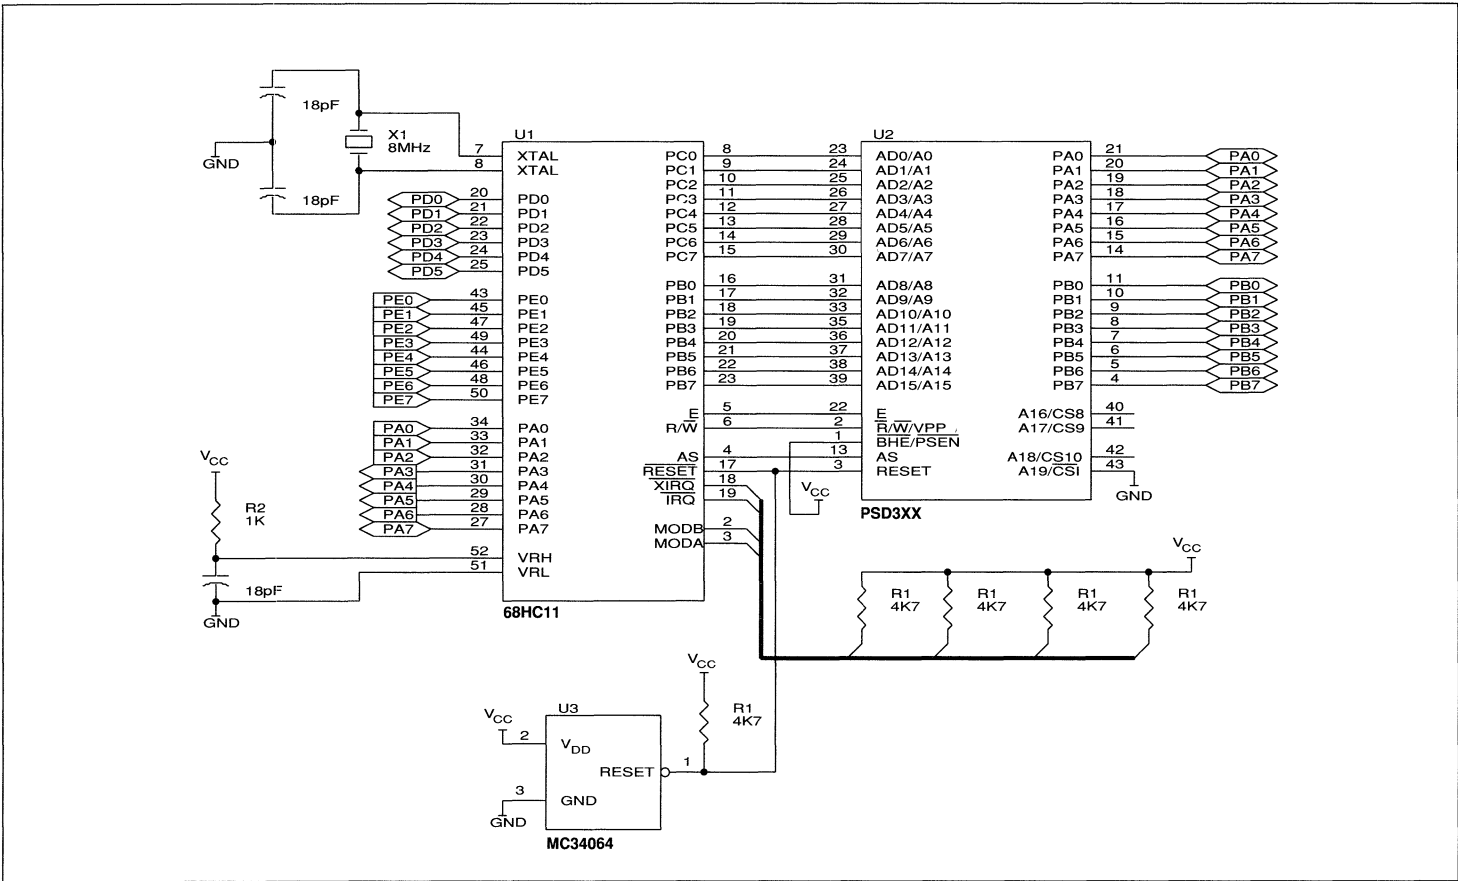 18pF
X1
8MHz
GND
18pF
U1
7 XTAL
8 XTAL
PD0 20 PD0
PD1 21 PD1
PD2 22 PD2
PD3 23 PD3
PD4 24 PD4
PD5 25 PD5
PE0 43 PE0
PE1 45 PE1
PE2 47 PE2
PE3 49 PE3
PE4 44 PE4
PE5 46 PE5
PE6 48 PE6
PE7 50 PE7
PA0 34 PA0
PA1 33 PA1
PA2 32 PA2
PA3 31 PA3
PA4 30 PA4
PA5 29 PA5
PA6 28 PA6
PA7 27 PA7
VCC
R2
1K
52 VRH
51 VRL
18pF
GND
PC0 8
PC1 9
PC2 10
PC3 11
PC4 12
PC5 13
PC6 14
PC7 15
PB0 16
PB1 17
PB2 18
PB3 19
PB4 20
PB5 21
PB6 22
PB7 23
E 5
R/W 6
AS 4
RESET 17
XIRQ 18
IRQ 19
MODB 2
MODA 3
68HC11
U2
23 AD0/A0
24 AD1/A1
25 AD2/A2
26 AD3/A3
27 AD4/A4
28 AD5/A5
29 AD6/A6
30 AD7/A7
31 AD8/A8
32 AD9/A9
33 AD10/A10
35 AD11/A11
36 AD12/A12
37 AD13/A13
38 AD14/A14
39 AD15/A15
22 E
2 R/W/VPP
1 BHE/PSEN
13 AS
3 RESET
VCC
PA0 21 PA0
PA1 20 PA1
PA2 19 PA2
PA3 18 PA3
PA4 17 PA4
PA5 16 PA5
PA6 15 PA6
PA7 14 PA7
PB0 11 PB0
PB1 10 PB1
PB2 9 PB2
PB3 8 PB3
PB4 7 PB4
PB5 6 PB5
PB6 5 PB6
PB7 4 PB7
A16/CS8 40
A17/CS9 41
A18/CS10 42
A19/CSI 43
GND
PSD3XX
VCC
R1
4K7
R1
4K7
R1
4K7
R1
4K7
VCC
R1
4K7
U3
VCC
2 VDD
RESET 1
3 GND
GND
MC34064